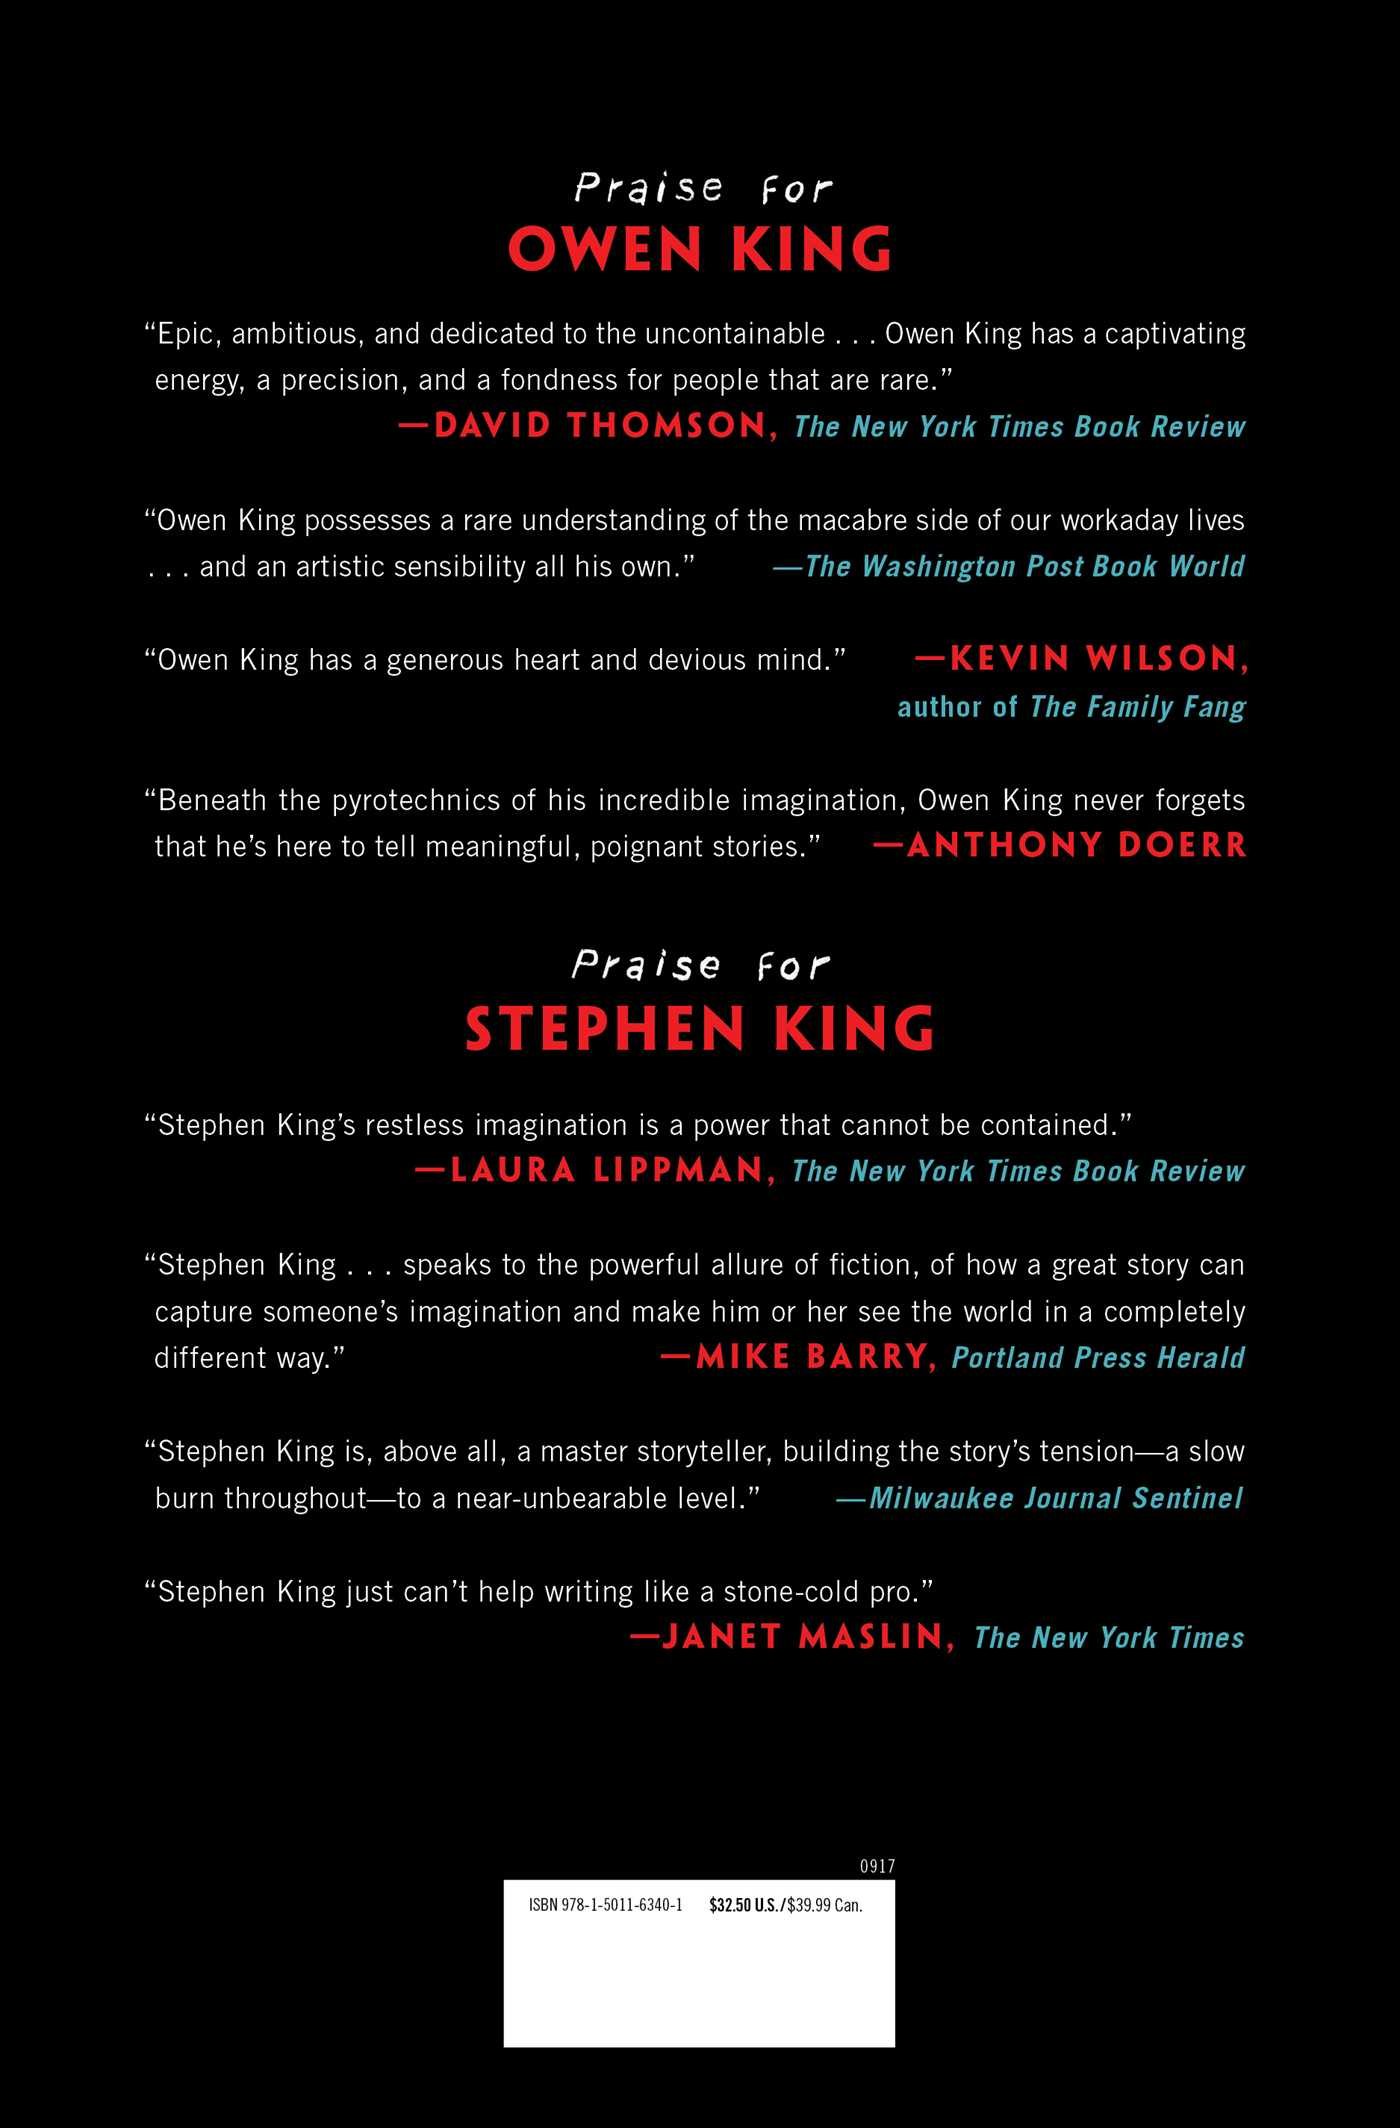 Praise for
OWEN KING
“Epic, ambitious, and dedicated to the uncontainable . . . Owen King has a captivating
energy, a precision, and a fondness for people that are rare.”
—DAVID THOMSON, The New York Times Book Review
“Owen King possesses a rare understanding of the macabre side of our workaday lives
. . . and an artistic sensibility all his own.” —The Washington Post Book World
“Owen King has a generous heart and devious mind.” —KEVIN WILSON,
author of The Family Fang
“Beneath the pyrotechnics of his incredible imagination, Owen King never forgets
that he’s here to tell meaningful, poignant stories.” —ANTHONY DOERR
Praise for
STEPHEN KING
“Stephen King’s restless imagination is a power that cannot be contained.”
—LAURA LIPPMAN, The New York Times Book Review
“Stephen King . . . speaks to the powerful allure of fiction, of how a great story can
capture someone’s imagination and make him or her see the world in a completely
different way.” —MIKE BARRY, Portland Press Herald
“Stephen King is, above all, a master storyteller, building the story’s tension—a slow
burn throughout—to a near-unbearable level.” —Milwaukee Journal Sentinel
“Stephen King just can’t help writing like a stone-cold pro.”
—JANET MASLIN, The New York Times
0917
ISBN 978-1-5011-6340-1 $32.50 U.S./$39.99 Can.